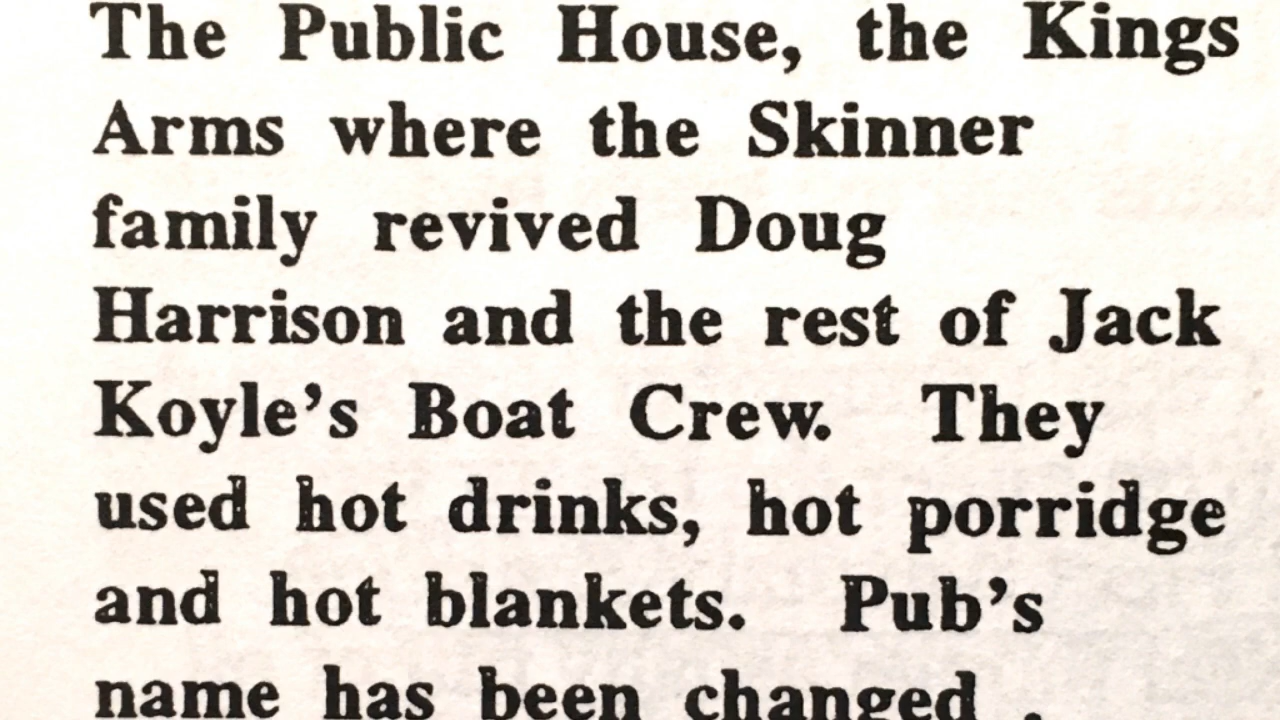 The Public House, the Kings
Arms where the Skinner
family revived Doug
Harrison and the rest of Jack
Koyle’s Boat Crew. They
used hot drinks, hot porridge
and hot blankets. Pub’s
name has been changed .